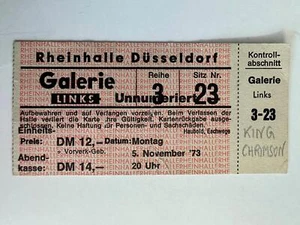 Rheinhalle Düsseldorf
Galerie
LINKS
Reihe
3
Sitz Nr.
23
Unnumeriert
Aufbewahren und auf Verlangen vorzeigen. Beim Verlassen der
Halle verliert die Karte ihre Gültigkeit. Kartenrückgabe ausge-
schlossen. Keine Haftung für Personen- und Sachschäden.
Haubold, Eschwege
Einheits-
Preis: DM 12,— Datum: Montag
+ Vorverk-Geb.
Abend-
kasse: DM 14,— 5. November '73
20 Uhr
Kontroll-
abschnitt
Galerie
Links
3-23
KING
CRIMSON